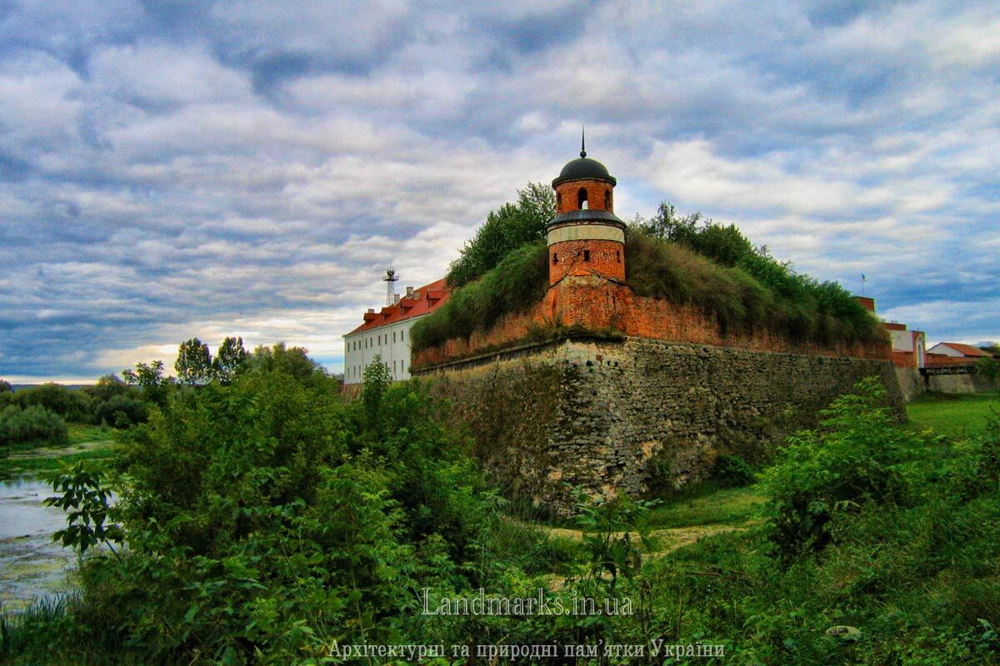 Landmarks.in.ua
Архітектурні та природні пам'ятки України